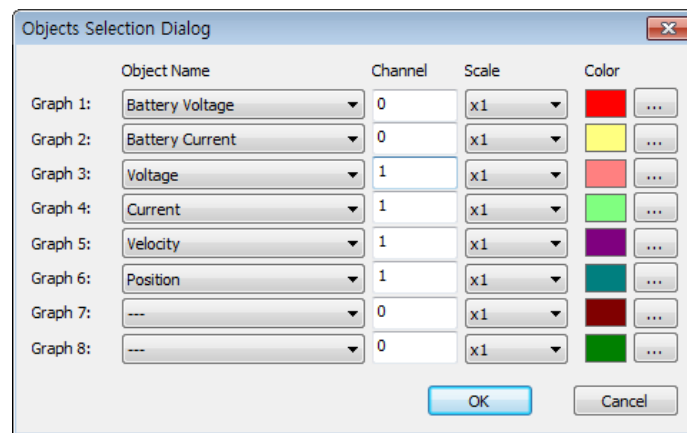 Objects Selection Dialog
Object Name Channel Scale Color
Graph 1: Battery Voltage 0 x1 ...
Graph 2: Battery Current 0 x1 ...
Graph 3: Voltage 1 x1 ...
Graph 4: Current 1 x1 ...
Graph 5: Velocity 1 x1 ...
Graph 6: Position 1 x1 ...
Graph 7: --- 0 x1 ...
Graph 8: --- 0 x1 ...
OK Cancel